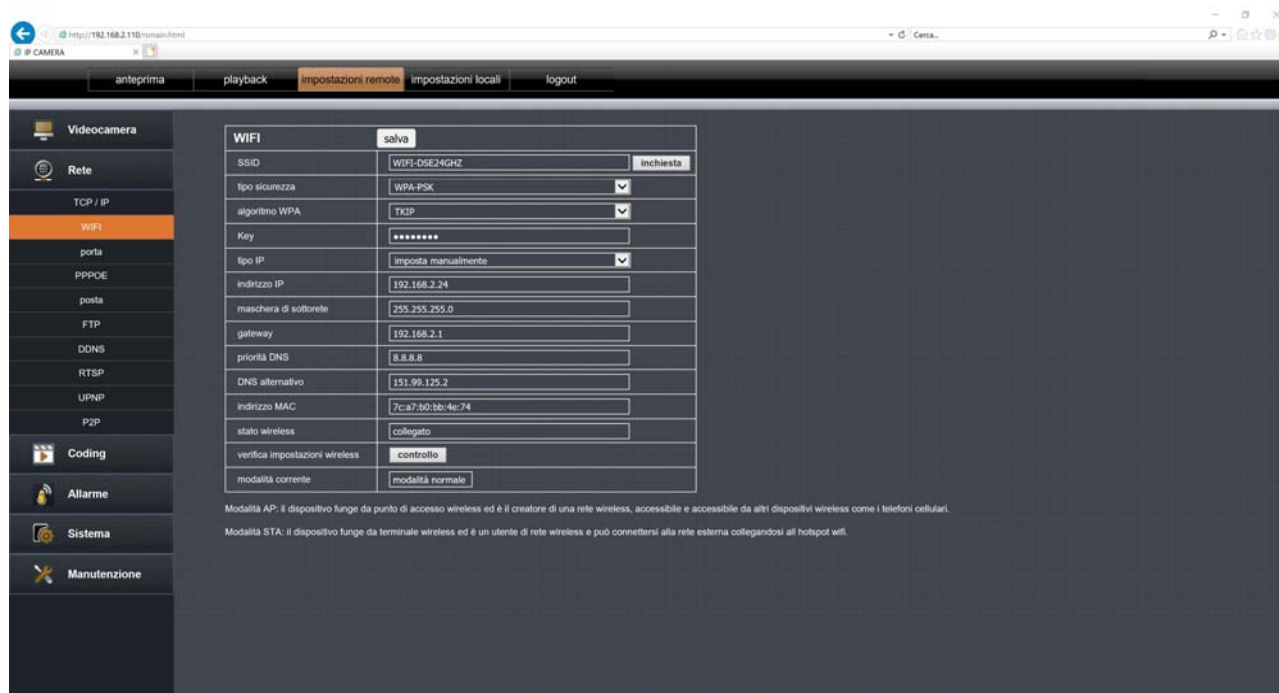 http://192.168.2.110/romain.html
Cerca...
IP CAMERA
anteprima playback impostazioni remote impostazioni locali logout
Videocamera
Rete
TCP / IP
WIFI
porta
PPPOE
posta
FTP
DDNS
RTSP
UPNP
P2P
Coding
Allarme
Sistema
Manutenzione
WIFI salva
SSID WIFI-DSE24GHZ inchiesta
tipo sicurezza WPA-PSK
algoritmo WPA TKIP
Key ••••••••
tipo IP imposta manualmente
indirizzo IP 192.168.2.24
maschera di sottorete 255.255.255.0
gateway 192.168.2.1
priorità DNS 8.8.8.8
DNS alternativo 151.99.125.2
indirizzo MAC 7c:a7:b0:bb:4e:74
stato wireless collegato
verifica impostazioni wireless controllo
modalità corrente modalità normale
Modalità AP: il dispositivo funge da punto di accesso wireless ed è il creatore di una rete wireless, accessibile e accessibile da altri dispositivi wireless come i telefoni cellulari.
Modalità STA: il dispositivo funge da terminale wireless ed è un utente di rete wireless e può connettersi alla rete esterna collegandosi all hotspot wifi.